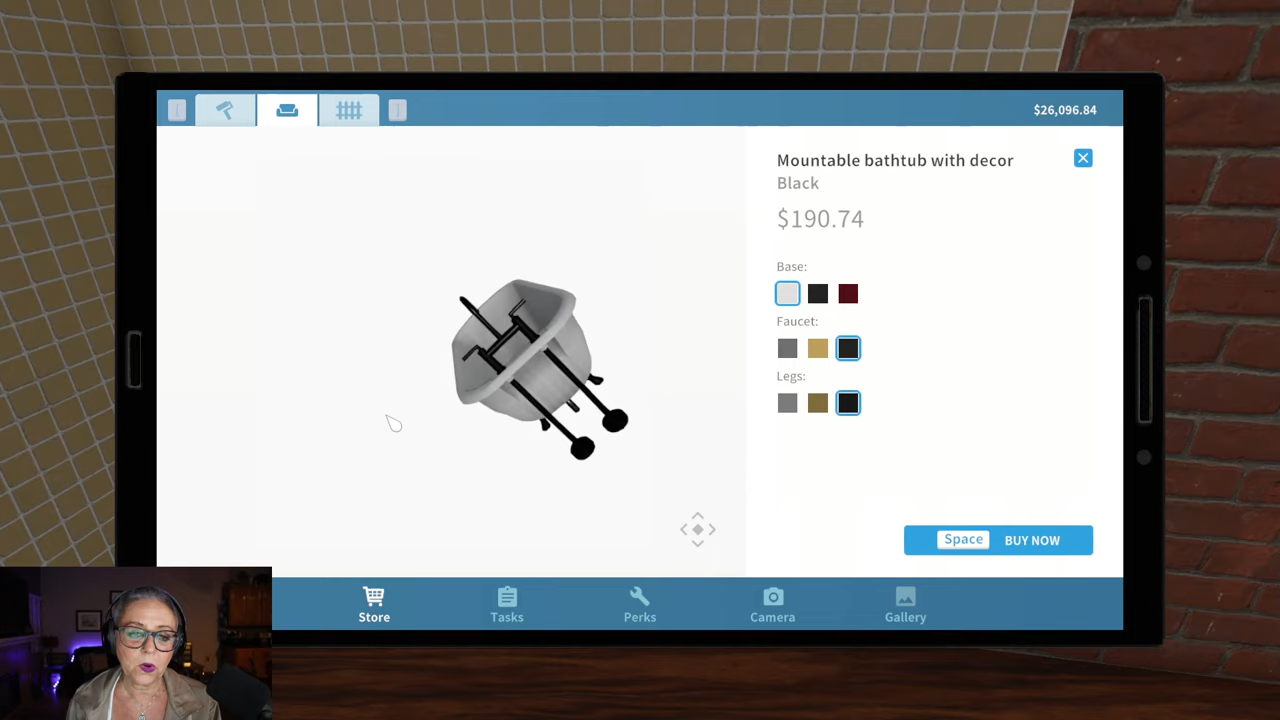 $26,096.84
Mountable bathtub with decor
Black
$190.74
Base:
Faucet:
Legs:
Space BUY NOW
Store Tasks Perks Camera Gallery